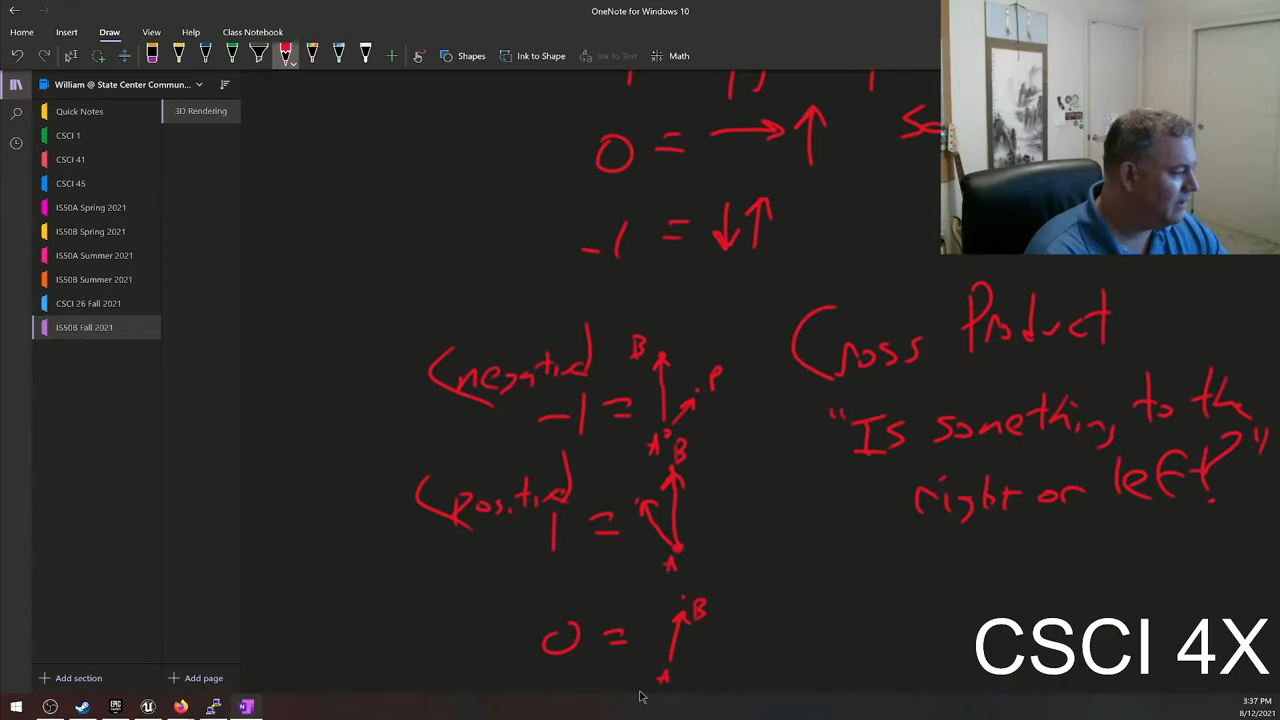 OneNote for Windows 10
Home Insert Draw View Help Class Notebook
Shapes Ink to Shape Ink to Text Math
William @ State Center Commun...
3D Rendering
Quick Notes
CSCI 1
CSCI 41
CSCI 45
IS50A Spring 2021
IS50B Spring 2021
IS50A Summer 2021
IS50B Summer 2021
CSCI 26 Fall 2021
IS50B Fall 2021
0 = → ↑
-1 = ↓↑
Cross Product
"Is something to the
right or left?"
(negative)
-1 = B P
A
(positive)
1 = B
A
0 = B
A
CSCI 4X
Add section Add page
3:37 PM
8/12/2021